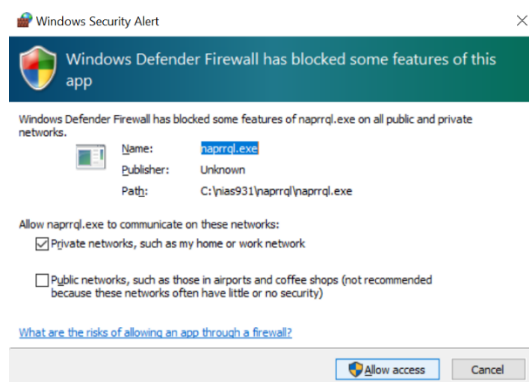 Windows Security Alert
Windows Defender Firewall has blocked some features of this
app
Windows Defender Firewall has blocked some features of naprrql.exe on all public and private
networks.
Name: naprrql.exe
Publisher: Unknown
Path: C:\nias931\naprrql\naprrql.exe
Allow naprrql.exe to communicate on these networks:
Private networks, such as my home or work network
Public networks, such as those in airports and coffee shops (not recommended
because these networks often have little or no security)
What are the risks of allowing an app through a firewall?
Allow access Cancel